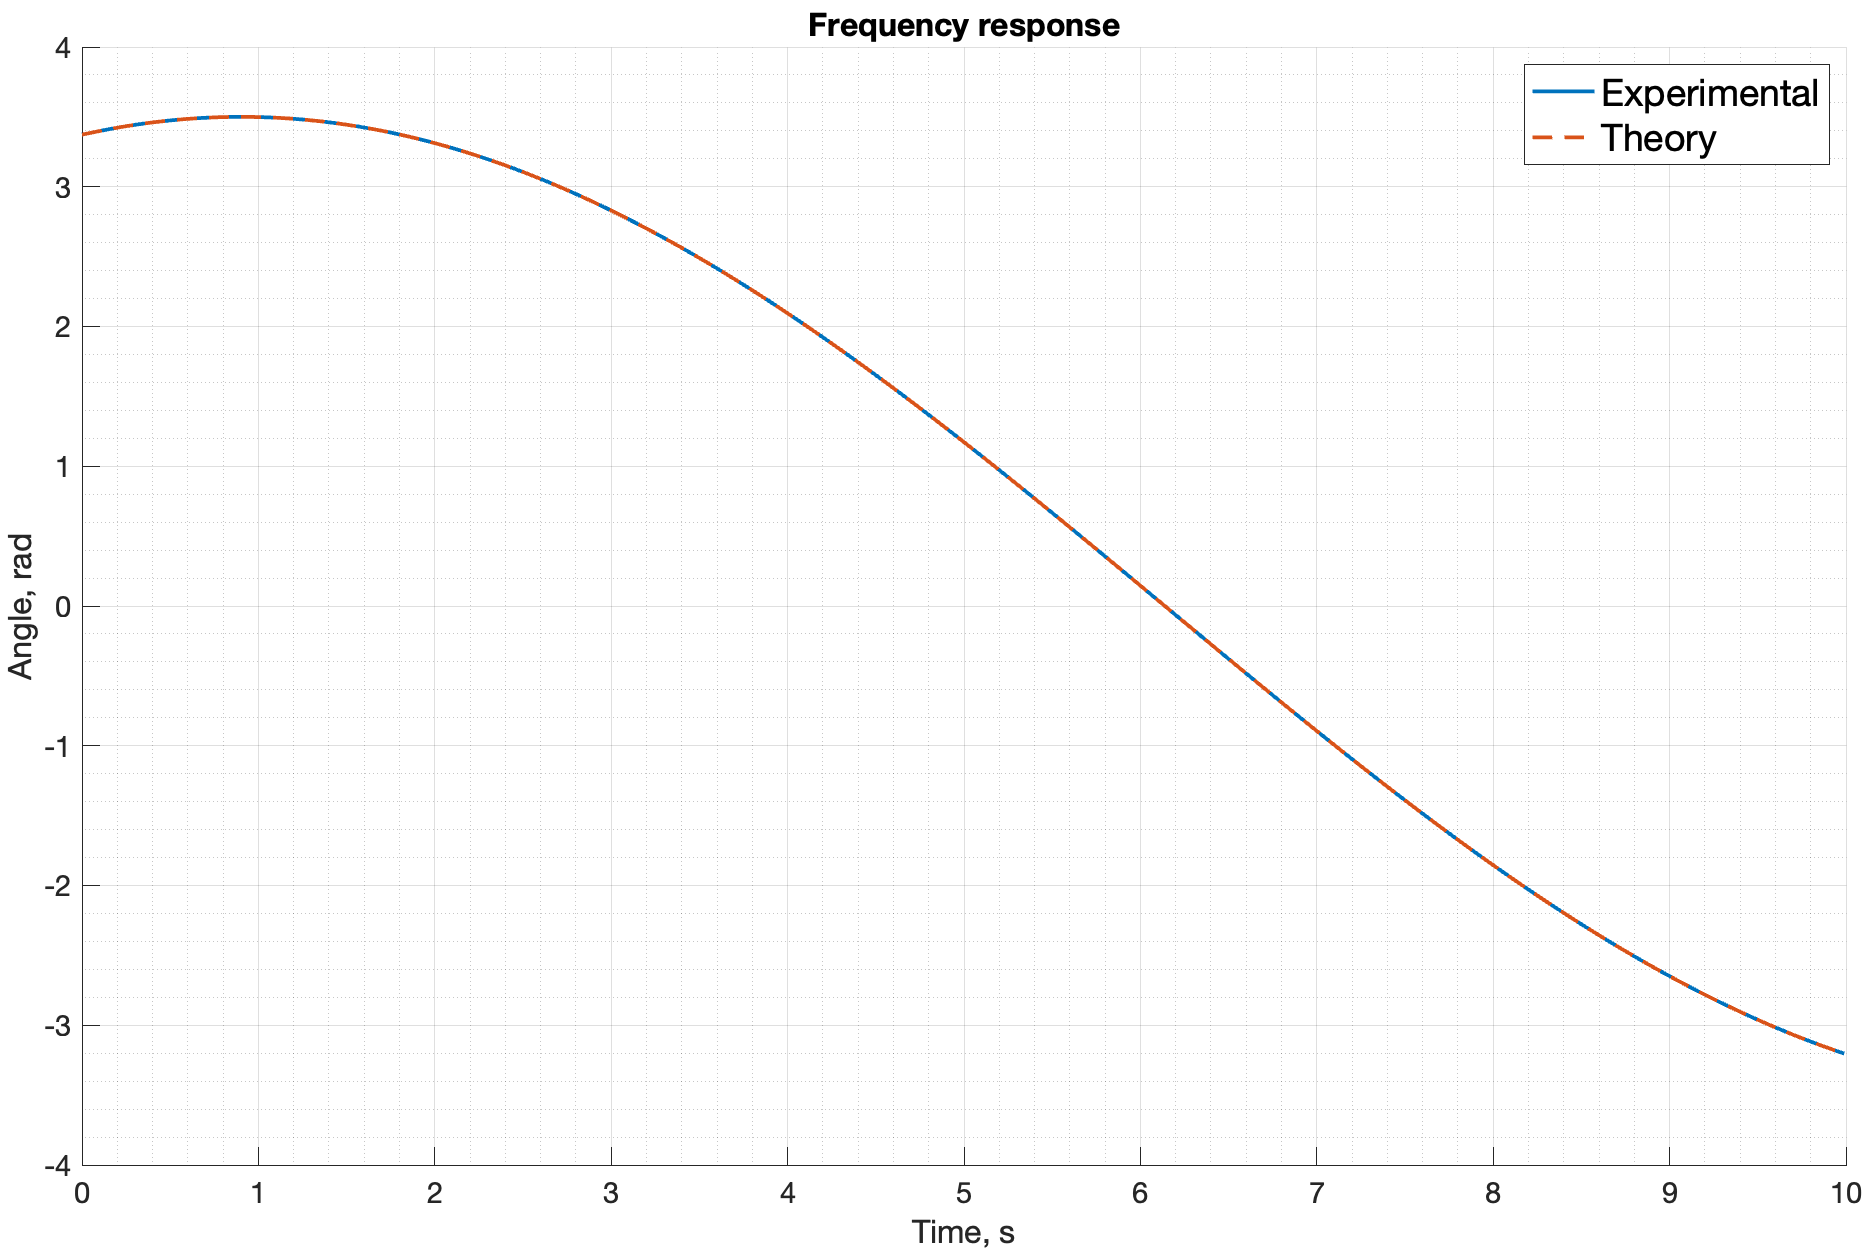 Frequency response
Experimental
Theory
4
3
2
1
0
-1
-2
-3
-4
Angle, rad
0 1 2 3 4 5 6 7 8 9 10
Time, s